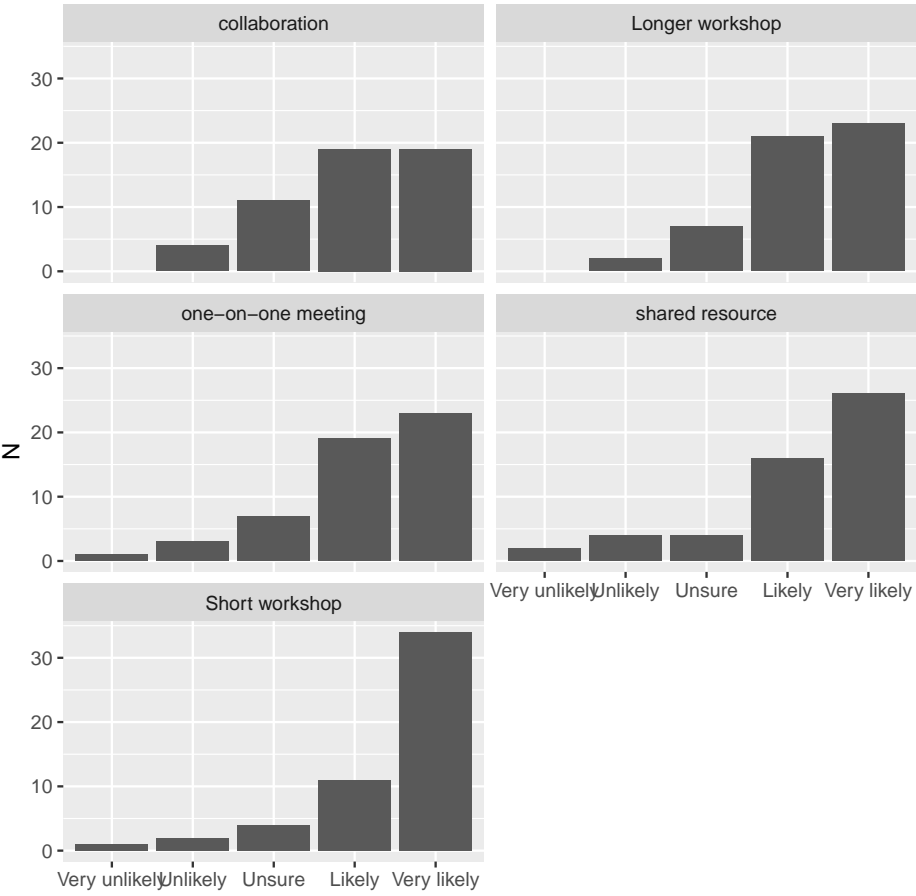 collaboration
Longer workshop
30
20
10
0
one−on−one meeting
shared resource
30
20
10
0
N
Very unlikely Unlikely Unsure Likely Very likely
Short workshop
30
20
10
0
Very unlikely Unlikely Unsure Likely Very likely